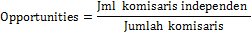 Opportunities = Jml komisaris independen / Jumlah komisaris